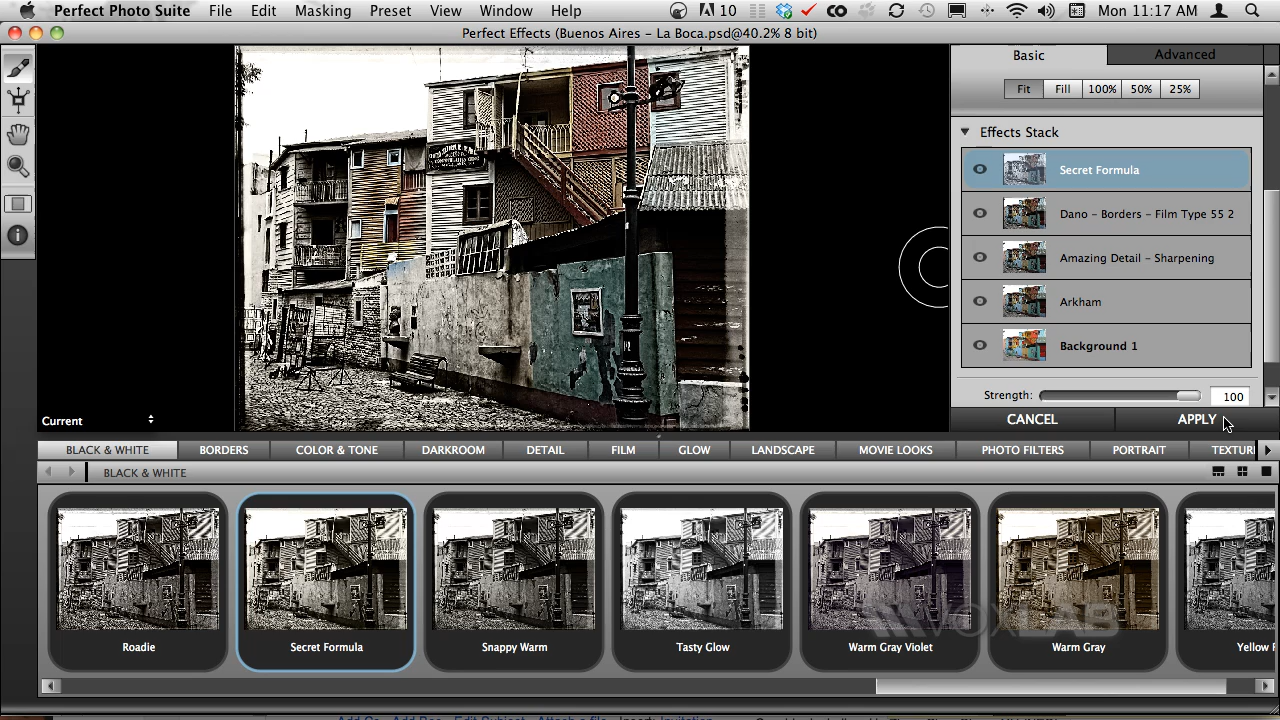 Perfect Photo Suite File Edit Masking Preset View Window Help 10 Mon 11:17 AM
Perfect Effects (Buenos Aires – La Boca.psd@40.2% 8 bit)
Basic Advanced
Fit Fill 100% 50% 25%
Effects Stack
Secret Formula
Dano – Borders – Film Type 55 2
Amazing Detail – Sharpening
Arkham
Background 1
Strength: 100
Current
CANCEL APPLY
BLACK & WHITE BORDERS COLOR & TONE DARKROOM DETAIL FILM GLOW LANDSCAPE MOVIE LOOKS PHOTO FILTERS PORTRAIT TEXTUR
BLACK & WHITE
VOXLAB
Roadie Secret Formula Snappy Warm Tasty Glow Warm Gray Violet Warm Gray Yellow